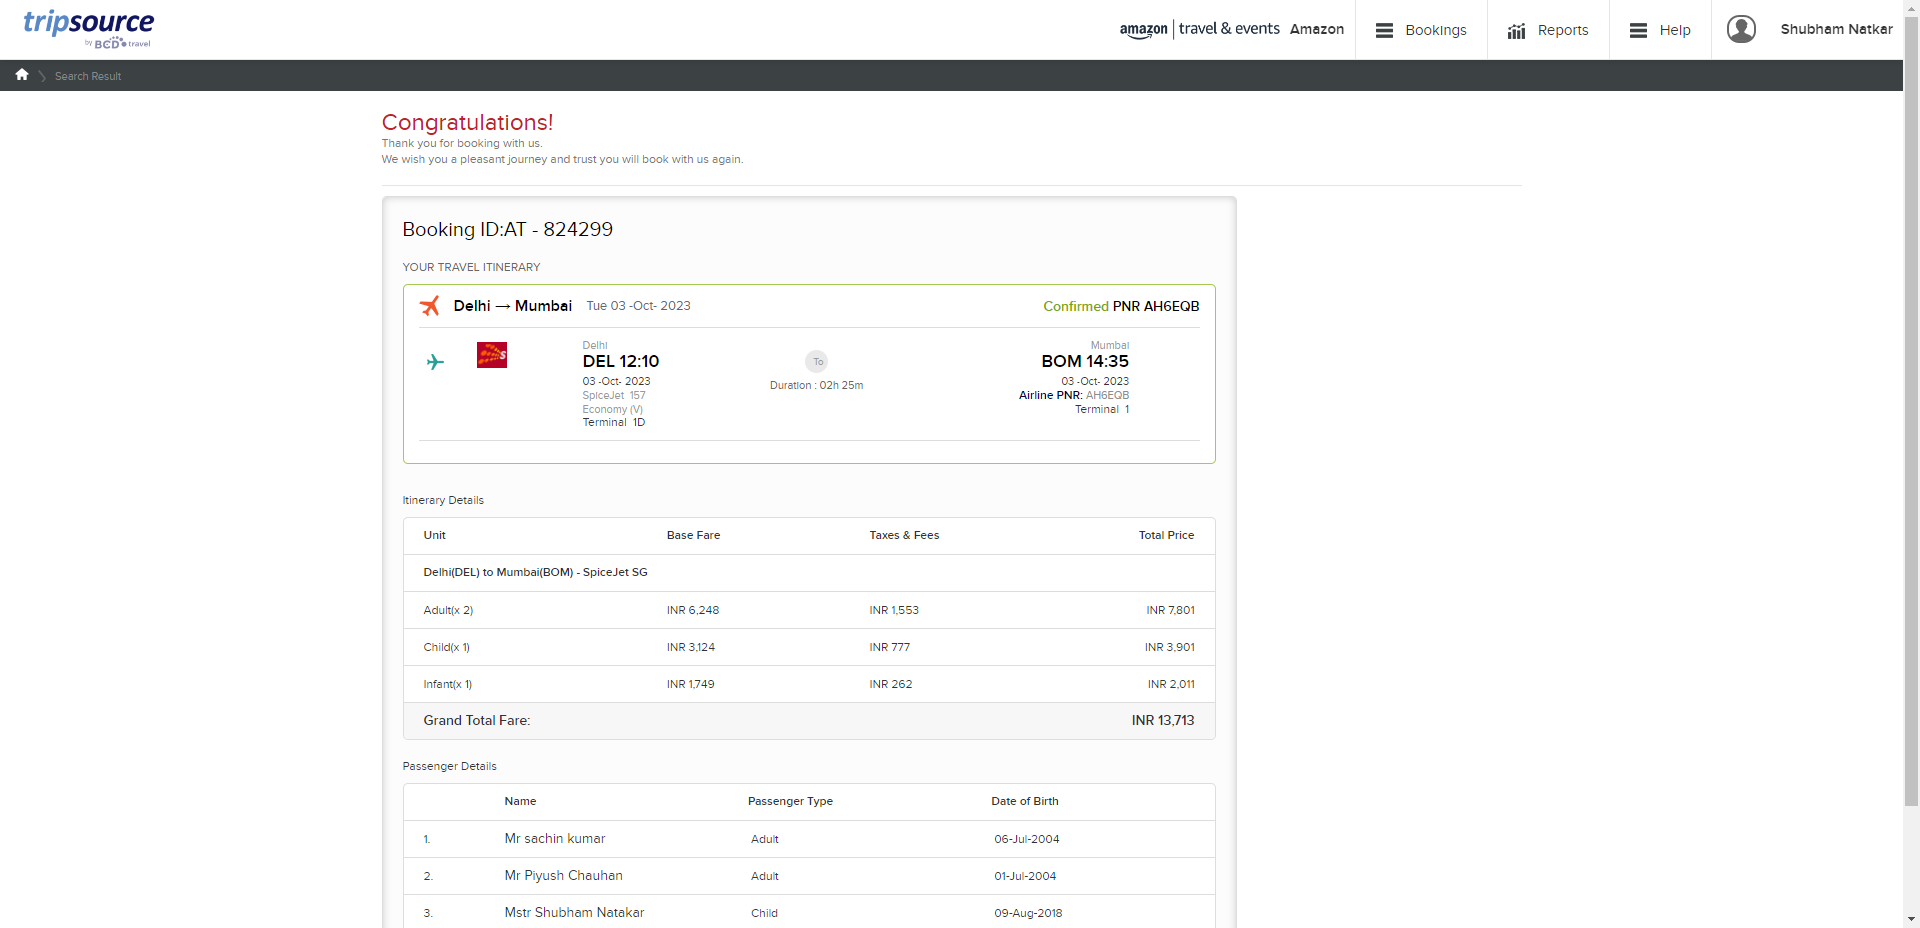 tripsource
by BCD travel
amazon | travel & events Amazon
Bookings
Reports
Help
Shubham Natkar
Search Result
Congratulations!
Thank you for booking with us.
We wish you a pleasant journey and trust you will book with us again.
Booking ID:AT - 824299
YOUR TRAVEL ITINERARY
Delhi → Mumbai Tue 03 -Oct- 2023 Confirmed PNR AH6EQB
Delhi
DEL 12:10
03 -Oct- 2023
SpiceJet 157
Economy (V)
Terminal 1D
To
Duration : 02h 25m
Mumbai
BOM 14:35
03 -Oct- 2023
Airline PNR: AH6EQB
Terminal 1
Itinerary Details
Unit Base Fare Taxes & Fees Total Price
Delhi(DEL) to Mumbai(BOM) - SpiceJet SG
Adult(x 2) INR 6,248 INR 1,553 INR 7,801
Child(x 1) INR 3,124 INR 777 INR 3,901
Infant(x 1) INR 1,749 INR 262 INR 2,011
Grand Total Fare: INR 13,713
Passenger Details
Name Passenger Type Date of Birth
1. Mr sachin kumar Adult 06-Jul-2004
2. Mr Piyush Chauhan Adult 01-Jul-2004
3. Mstr Shubham Natakar Child 09-Aug-2018